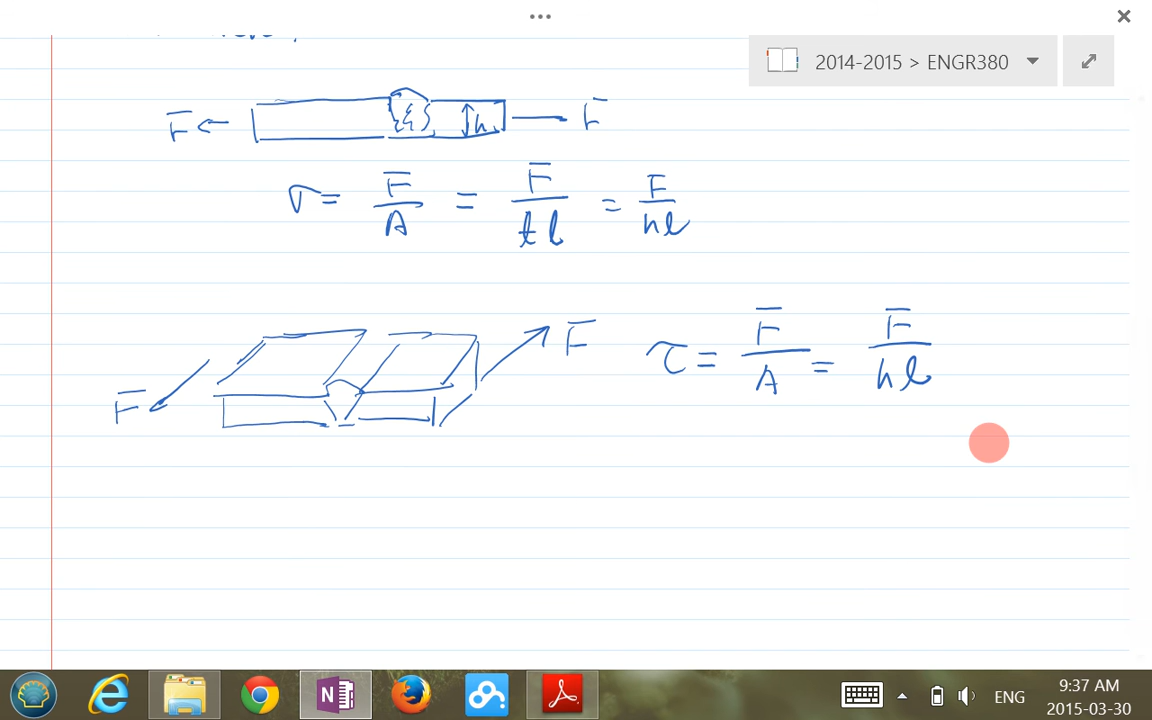 2014-2015 > ENGR380
F ← h → F
σ = F/A = F/tl = F/hl
F F τ = F/A = F/hl
ENG
9:37 AM
2015-03-30